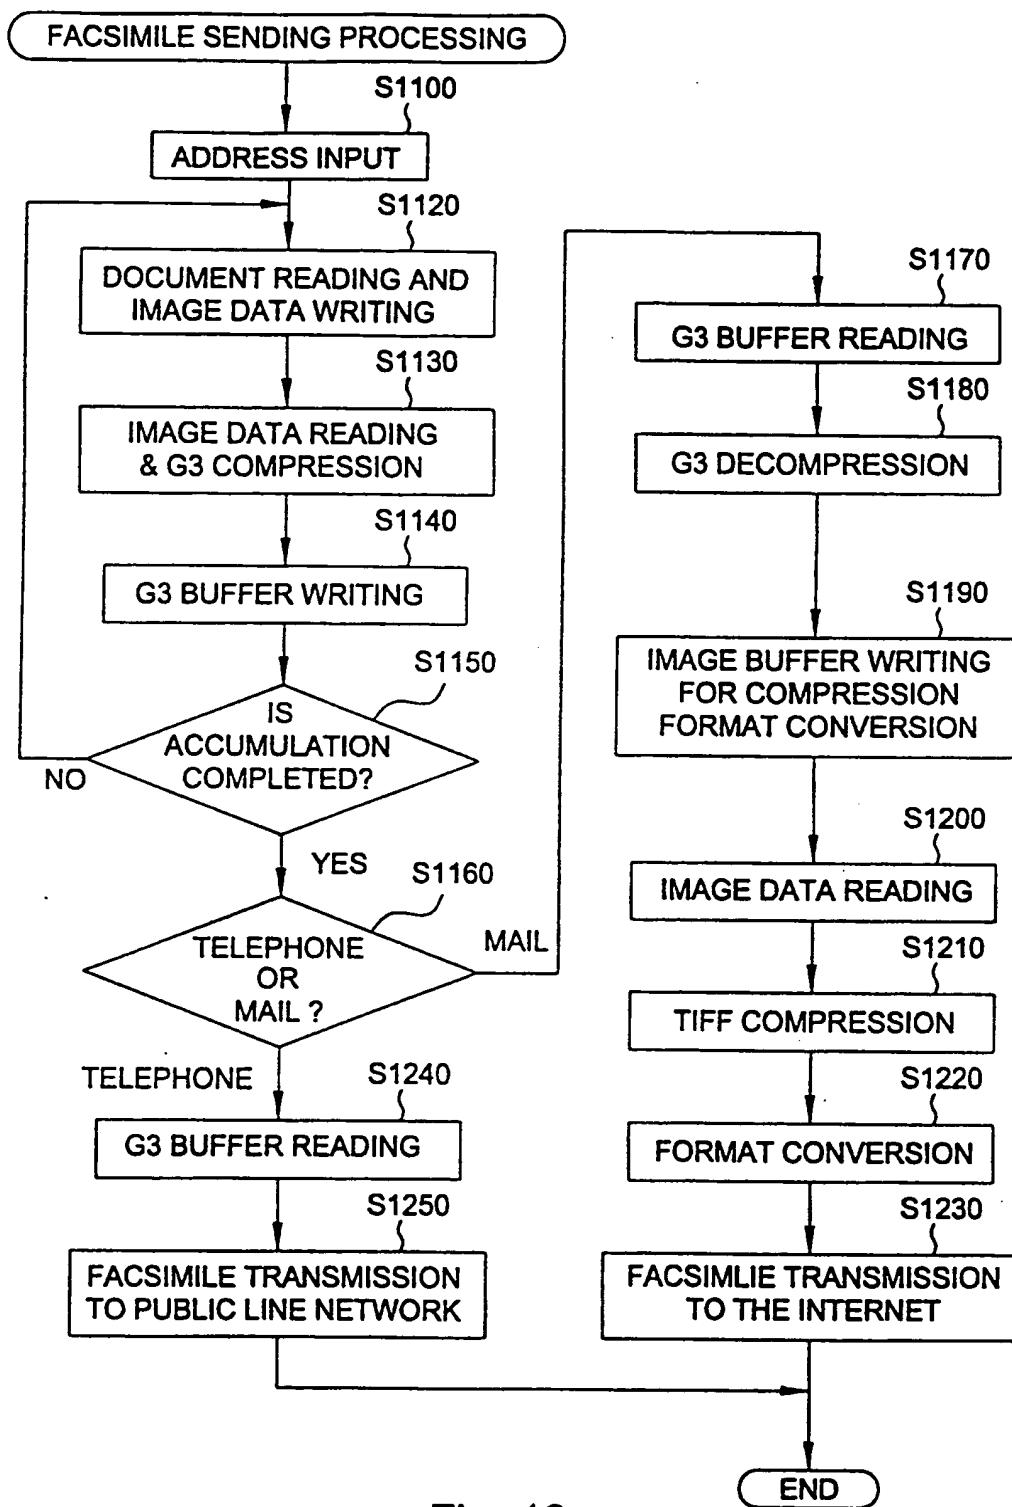 FACSIMILE SENDING PROCESSING
S1100
ADDRESS INPUT
S1120
DOCUMENT READING AND
IMAGE DATA WRITING
S1130
IMAGE DATA READING
& G3 COMPRESSION
S1140
G3 BUFFER WRITING
S1150
IS
ACCUMULATION
COMPLETED?
NO
YES
S1160
TELEPHONE
OR
MAIL ?
MAIL
TELEPHONE
S1240
G3 BUFFER READING
S1250
FACSIMILE TRANSMISSION
TO PUBLIC LINE NETWORK
S1170
G3 BUFFER READING
S1180
G3 DECOMPRESSION
S1190
IMAGE BUFFER WRITING
FOR COMPRESSION
FORMAT CONVERSION
S1200
IMAGE DATA READING
S1210
TIFF COMPRESSION
S1220
FORMAT CONVERSION
S1230
FACSIMLIE TRANSMISSION
TO THE INTERNET
END